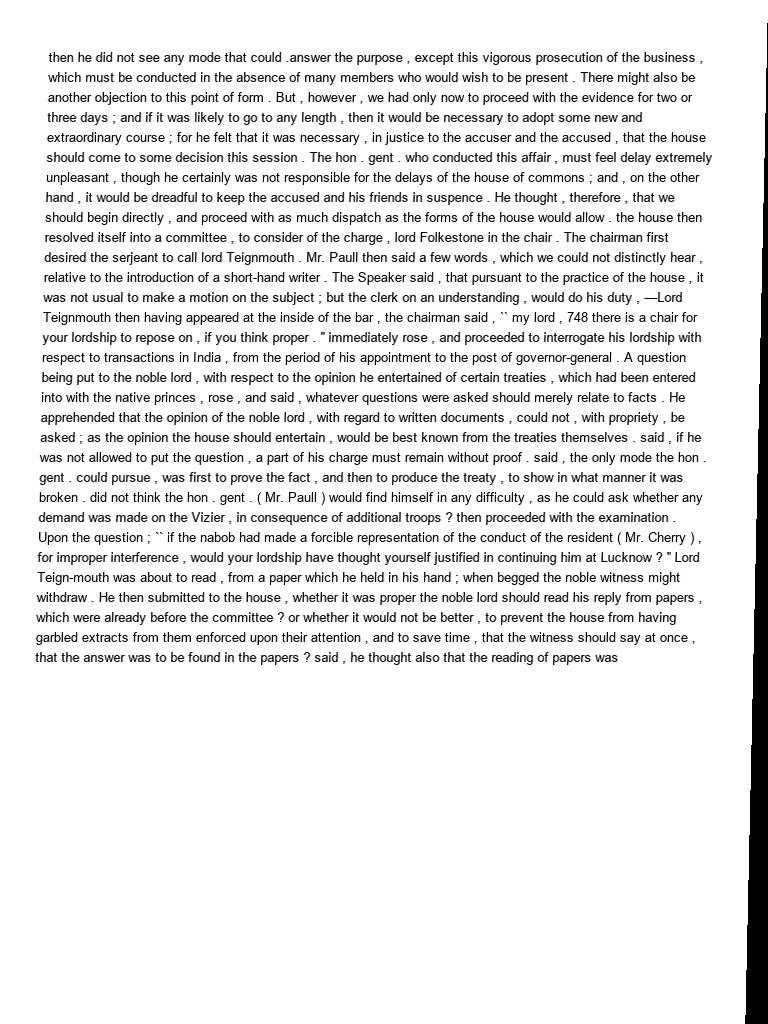 then he did not see any mode that could .answer the purpose , except this vigorous prosecution of the business ,
which must be conducted in the absence of many members who would wish to be present . There might also be
another objection to this point of form . But , however , we had only now to proceed with the evidence for two or
three days ; and if it was likely to go to any length , then it would be necessary to adopt some new and
extraordinary course ; for he felt that it was necessary , in justice to the accuser and the accused , that the house
should come to some decision this session . The hon . gent . who conducted this affair , must feel delay extremely
unpleasant , though he certainly was not responsible for the delays of the house of commons ; and , on the other
hand , it would be dreadful to keep the accused and his friends in suspence . He thought , therefore , that we
should begin directly , and proceed with as much dispatch as the forms of the house would allow . the house then
resolved itself into a committee , to consider of the charge , lord Folkestone in the chair . The chairman first
desired the serjeant to call lord Teignmouth . Mr. Paull then said a few words , which we could not distinctly hear ,
relative to the introduction of a short-hand writer . The Speaker said , that pursuant to the practice of the house , it
was not usual to make a motion on the subject ; but the clerk on an understanding , would do his duty , —Lord
Teignmouth then having appeared at the inside of the bar , the chairman said , `` my lord , 748 there is a chair for
your lordship to repose on , if you think proper . " immediately rose , and proceeded to interrogate his lordship with
respect to transactions in India , from the period of his appointment to the post of governor-general . A question
being put to the noble lord , with respect to the opinion he entertained of certain treaties , which had been entered
into with the native princes , rose , and said , whatever questions were asked should merely relate to facts . He
apprehended that the opinion of the noble lord , with regard to written documents , could not , with propriety , be
asked ; as the opinion the house should entertain , would be best known from the treaties themselves . said , if he
was not allowed to put the question , a part of his charge must remain without proof . said , the only mode the hon .
gent . could pursue , was first to prove the fact , and then to produce the treaty , to show in what manner it was
broken . did not think the hon . gent . ( Mr. Paull ) would find himself in any difficulty , as he could ask whether any
demand was made on the Vizier , in consequence of additional troops ? then proceeded with the examination .
Upon the question ; `` if the nabob had made a forcible representation of the conduct of the resident ( Mr. Cherry ) ,
for improper interference , would your lordship have thought yourself justified in continuing him at Lucknow ? " Lord
Teign-mouth was about to read , from a paper which he held in his hand ; when begged the noble witness might
withdraw . He then submitted to the house , whether it was proper the noble lord should read his reply from papers ,
which were already before the committee ? or whether it would not be better , to prevent the house from having
garbled extracts from them enforced upon their attention , and to save time , that the witness should say at once ,
that the answer was to be found in the papers ? said , he thought also that the reading of papers was